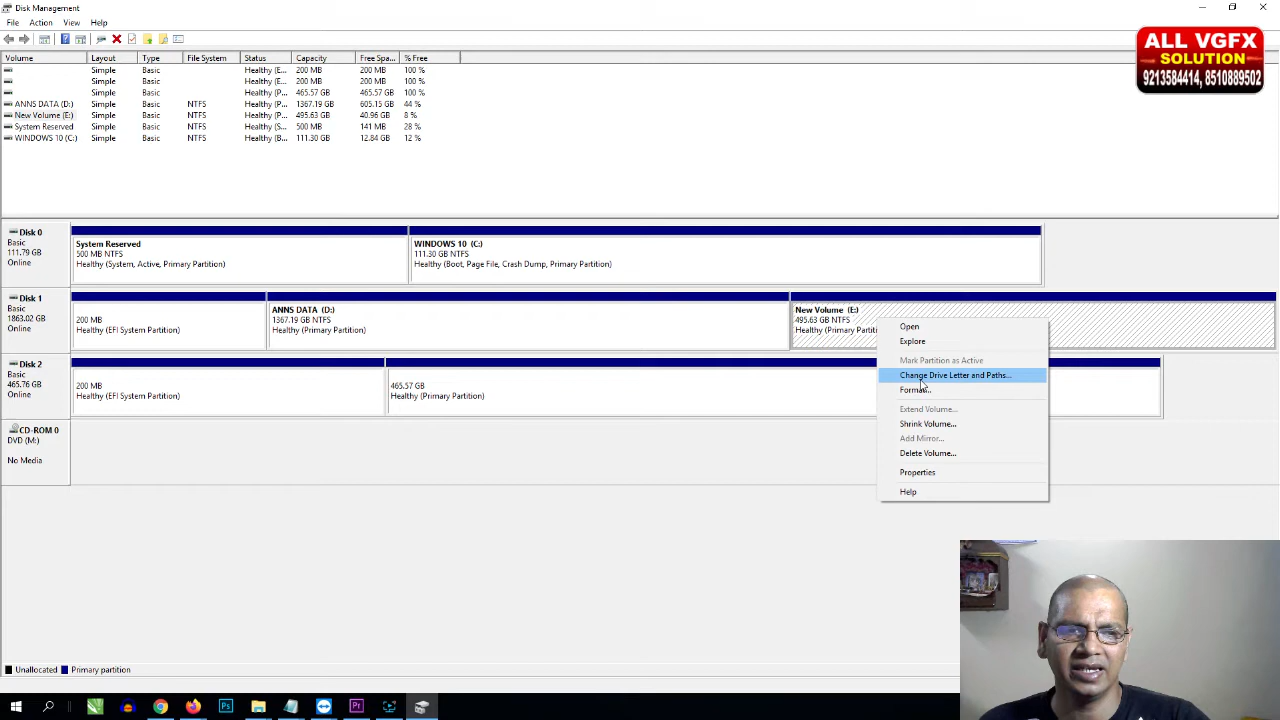 Disk Management
File Action View Help
ALL VGFX
SOLUTION
9213584414, 8510889502
Volume Layout Type File System Status Capacity Free Spa... % Free
Simple Basic Healthy (E... 200 MB 200 MB 100 %
Simple Basic Healthy (E... 200 MB 200 MB 100 %
Simple Basic Healthy (P... 465.57 GB 465.57 GB 100 %
ANNS DATA (D:) Simple Basic NTFS Healthy (P... 1367.19 GB 605.15 GB 44 %
New Volume (E:) Simple Basic NTFS Healthy (P... 495.63 GB 40.96 GB 8 %
System Reserved Simple Basic NTFS Healthy (S... 500 MB 141 MB 28 %
WINDOWS 10 (C:) Simple Basic NTFS Healthy (B... 111.30 GB 12.84 GB 12 %
Disk 0
Basic
111.79 GB
Online
System Reserved
500 MB NTFS
Healthy (System, Active, Primary Partition)
WINDOWS 10 (C:)
111.30 GB NTFS
Healthy (Boot, Page File, Crash Dump, Primary Partition)
Disk 1
Basic
1863.02 GB
Online
200 MB
Healthy (EFI System Partition)
ANNS DATA (D:)
1367.19 GB NTFS
Healthy (Primary Partition)
New Volume (E:)
495.63 GB NTFS
Healthy (Primary Partiti
Disk 2
Basic
465.76 GB
Online
200 MB
Healthy (EFI System Partition)
465.57 GB
Healthy (Primary Partition)
CD-ROM 0
DVD (M:)
No Media
Open
Explore
Mark Partition as Active
Change Drive Letter and Paths...
Format...
Extend Volume...
Shrink Volume...
Add Mirror...
Delete Volume...
Properties
Help
Unallocated Primary partition
Ps
Pr